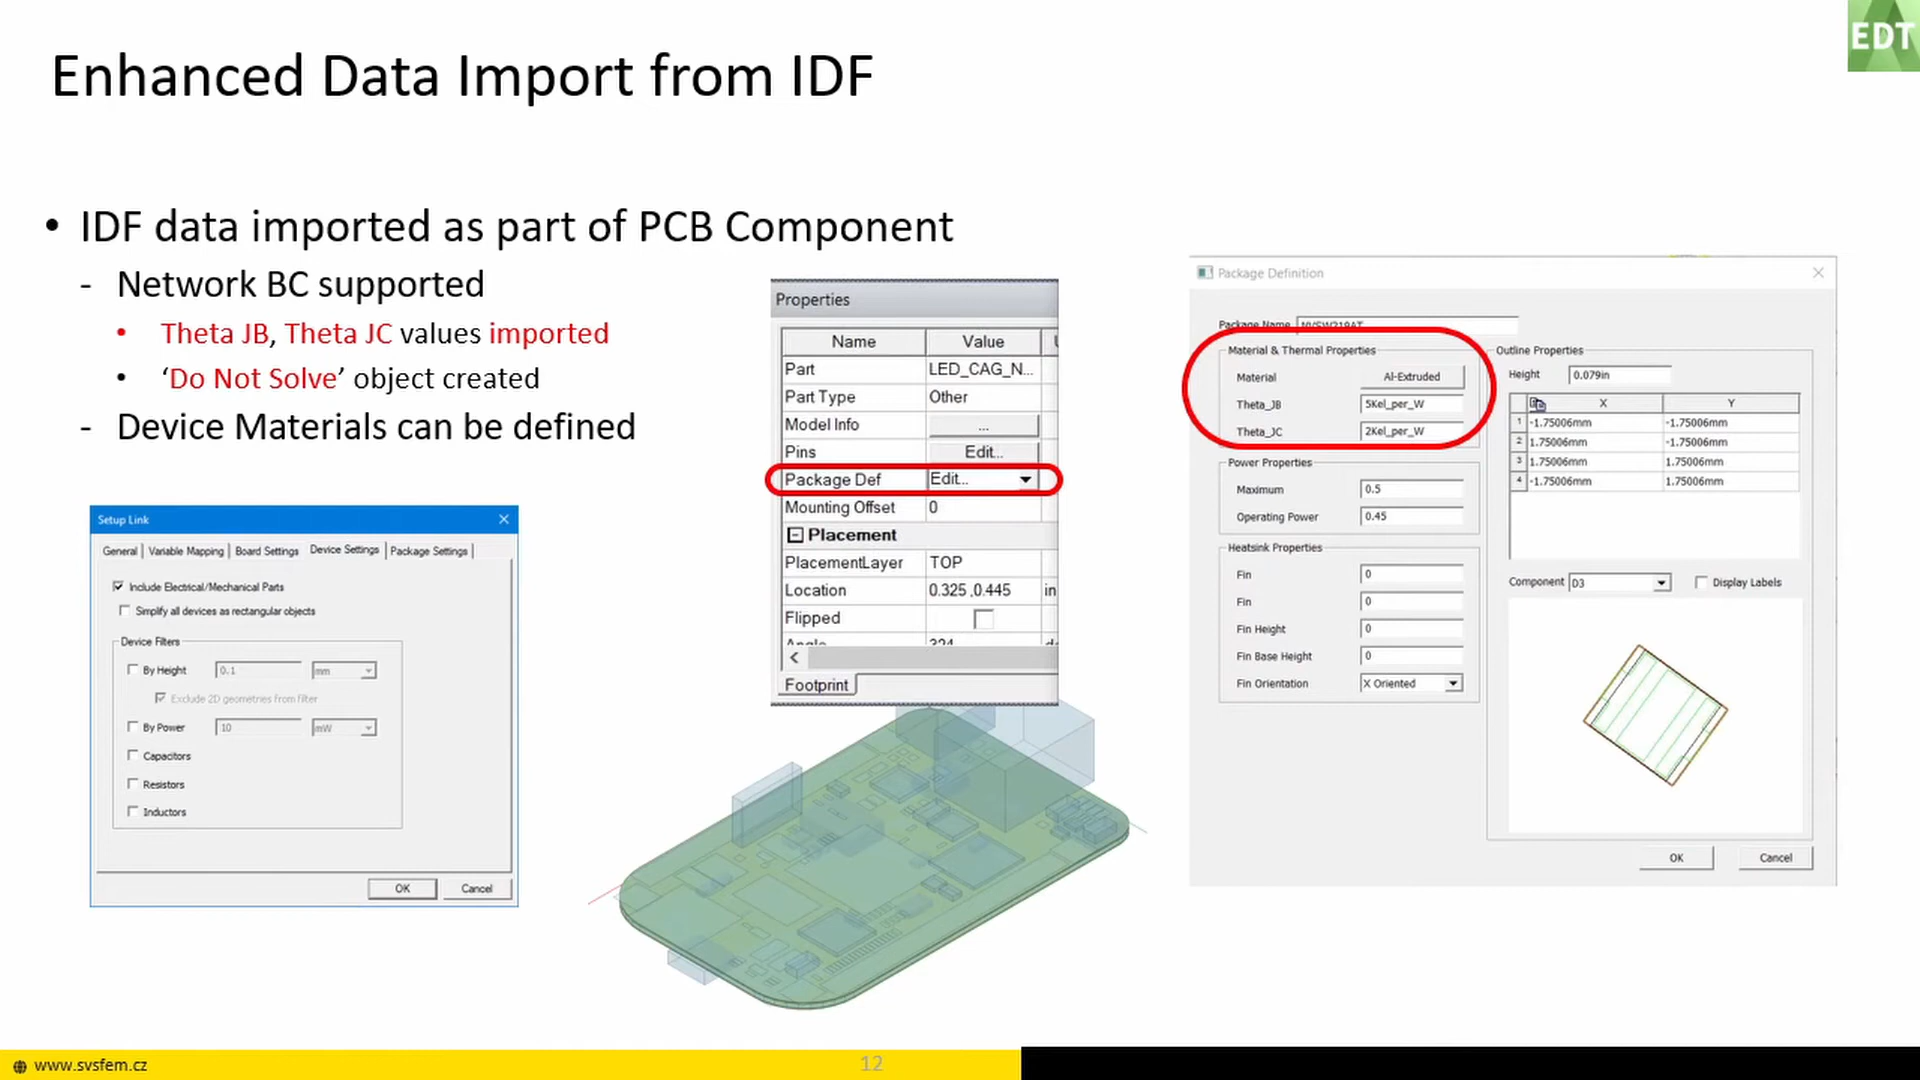 Enhanced Data Import from IDF
EDT
• IDF data imported as part of PCB Component
- Network BC supported
• Theta JB, Theta JC values imported
• ‘Do Not Solve’ object created
- Device Materials can be defined
Setup Link
General Variable Mapping Board Settings Device Settings Package Settings
Include Electrical/Mechanical Parts
Simplify all devices as rectangular objects
Device Filters
By Height 0.1 mm
Exclude 2D geometries from filter
By Power 10 mW
Capacitors
Resistors
Inductors
OK Cancel
Properties
Name Value
Part LED_CAG_N...
Part Type Other
Model Info ...
Pins Edit...
Package Def Edit...
Mounting Offset 0
Placement
PlacementLayer TOP
Location 0.325 ,0.445 in
Flipped
Angle 324
Footprint
Package Definition
Package Name
Material & Thermal Properties
Material Al-Extruded
Theta_JB 5Kel_per_W
Theta_JC 2Kel_per_W
Power Properties
Maximum 0.5
Operating Power 0.45
Heatsink Properties
Fin 0
Fin 0
Fin Height 0
Fin Base Height 0
Fin Orientation X Oriented
Outline Properties
Height 0.079in
X Y
1 -1.75006mm -1.75006mm
2 1.75006mm -1.75006mm
3 1.75006mm 1.75006mm
4 -1.75006mm 1.75006mm
Component D3 Display Labels
OK Cancel
www.svsfem.cz
12